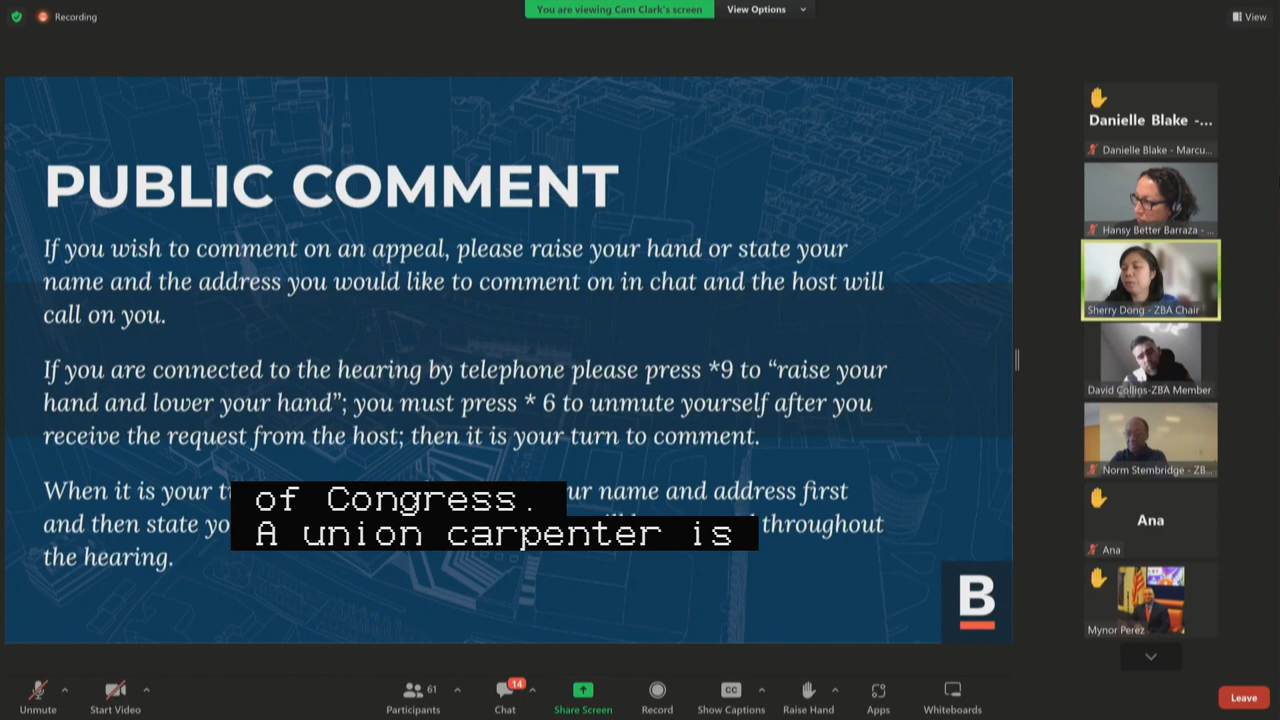 Recording
You are viewing Cam Clark's screen
View Options
View
PUBLIC COMMENT
If you wish to comment on an appeal, please raise your hand or state your
name and the address you would like to comment on in chat and the host will
call on you.
If you are connected to the hearing by telephone please press *9 to “raise your
hand and lower your hand”; you must press * 6 to unmute yourself after you
receive the request from the host; then it is your turn to comment.
When it is your ur name and address first
and then state throughout
the hearing.
of Congress.
A union carpenter is
B
Danielle Blake -...
Danielle Blake - Marcu...
Hansy Better Barraza - ...
Sherry Dong - ZBA Chair
David Collins-ZBA Member
Norm Stembridge - ZB...
Ana
Ana
Mynor Perez
Unmute
Start Video
61
Participants
14
Chat
Share Screen
Record
CC
Show Captions
Raise Hand
Apps
Whiteboards
Leave